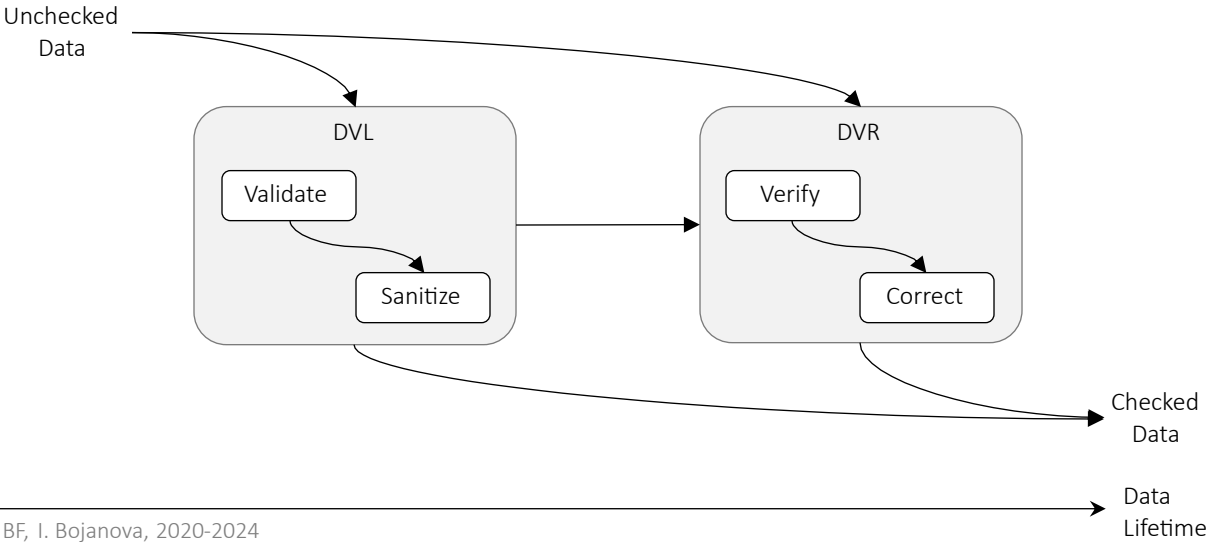 Unchecked
Data
DVL
DVR
Validate
Verify
Sanitize
Correct
Checked
Data
Data
Lifetime
BF, I. Bojanova, 2020-2024